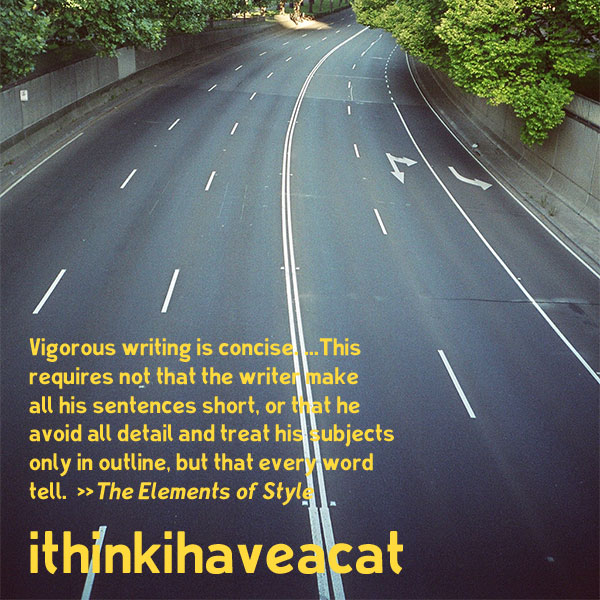 Vigorous writing is concise. ...This
requires not that the writer make
all his sentences short, or that he
avoid all detail and treat his subjects
only in outline, but that every word
tell.  >> The Elements of Style
ithinkihaveacat